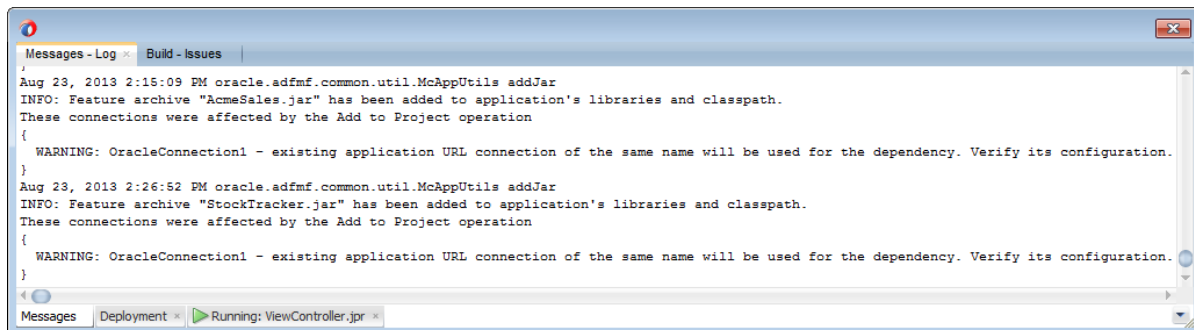 Messages - Log × Build - Issues
}
Aug 23, 2013 2:15:09 PM oracle.adfmf.common.util.McAppUtils addJar
INFO: Feature archive "AcmeSales.jar" has been added to application's libraries and classpath.
These connections were affected by the Add to Project operation
{
WARNING: OracleConnection1 - existing application URL connection of the same name will be used for the dependency. Verify its configuration.
}
Aug 23, 2013 2:26:52 PM oracle.adfmf.common.util.McAppUtils addJar
INFO: Feature archive "StockTracker.jar" has been added to application's libraries and classpath.
These connections were affected by the Add to Project operation
{
WARNING: OracleConnection1 - existing application URL connection of the same name will be used for the dependency. Verify its configuration.
}
Messages Deployment × Running: ViewController.jpr ×